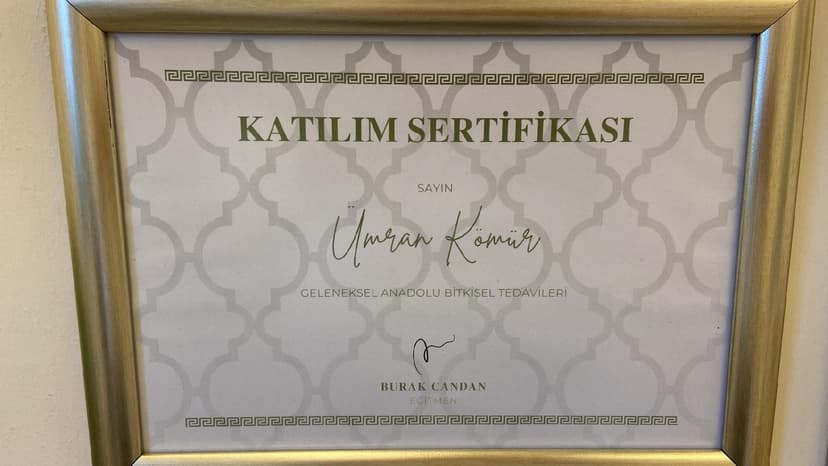 KATILIM SERTİFİKASI
SAYIN
Ümran Kömür
GELENEKSEL ANADOLU BİTKİSEL TEDAVİLERİ
BURAK CANDAN
EĞİTMEN